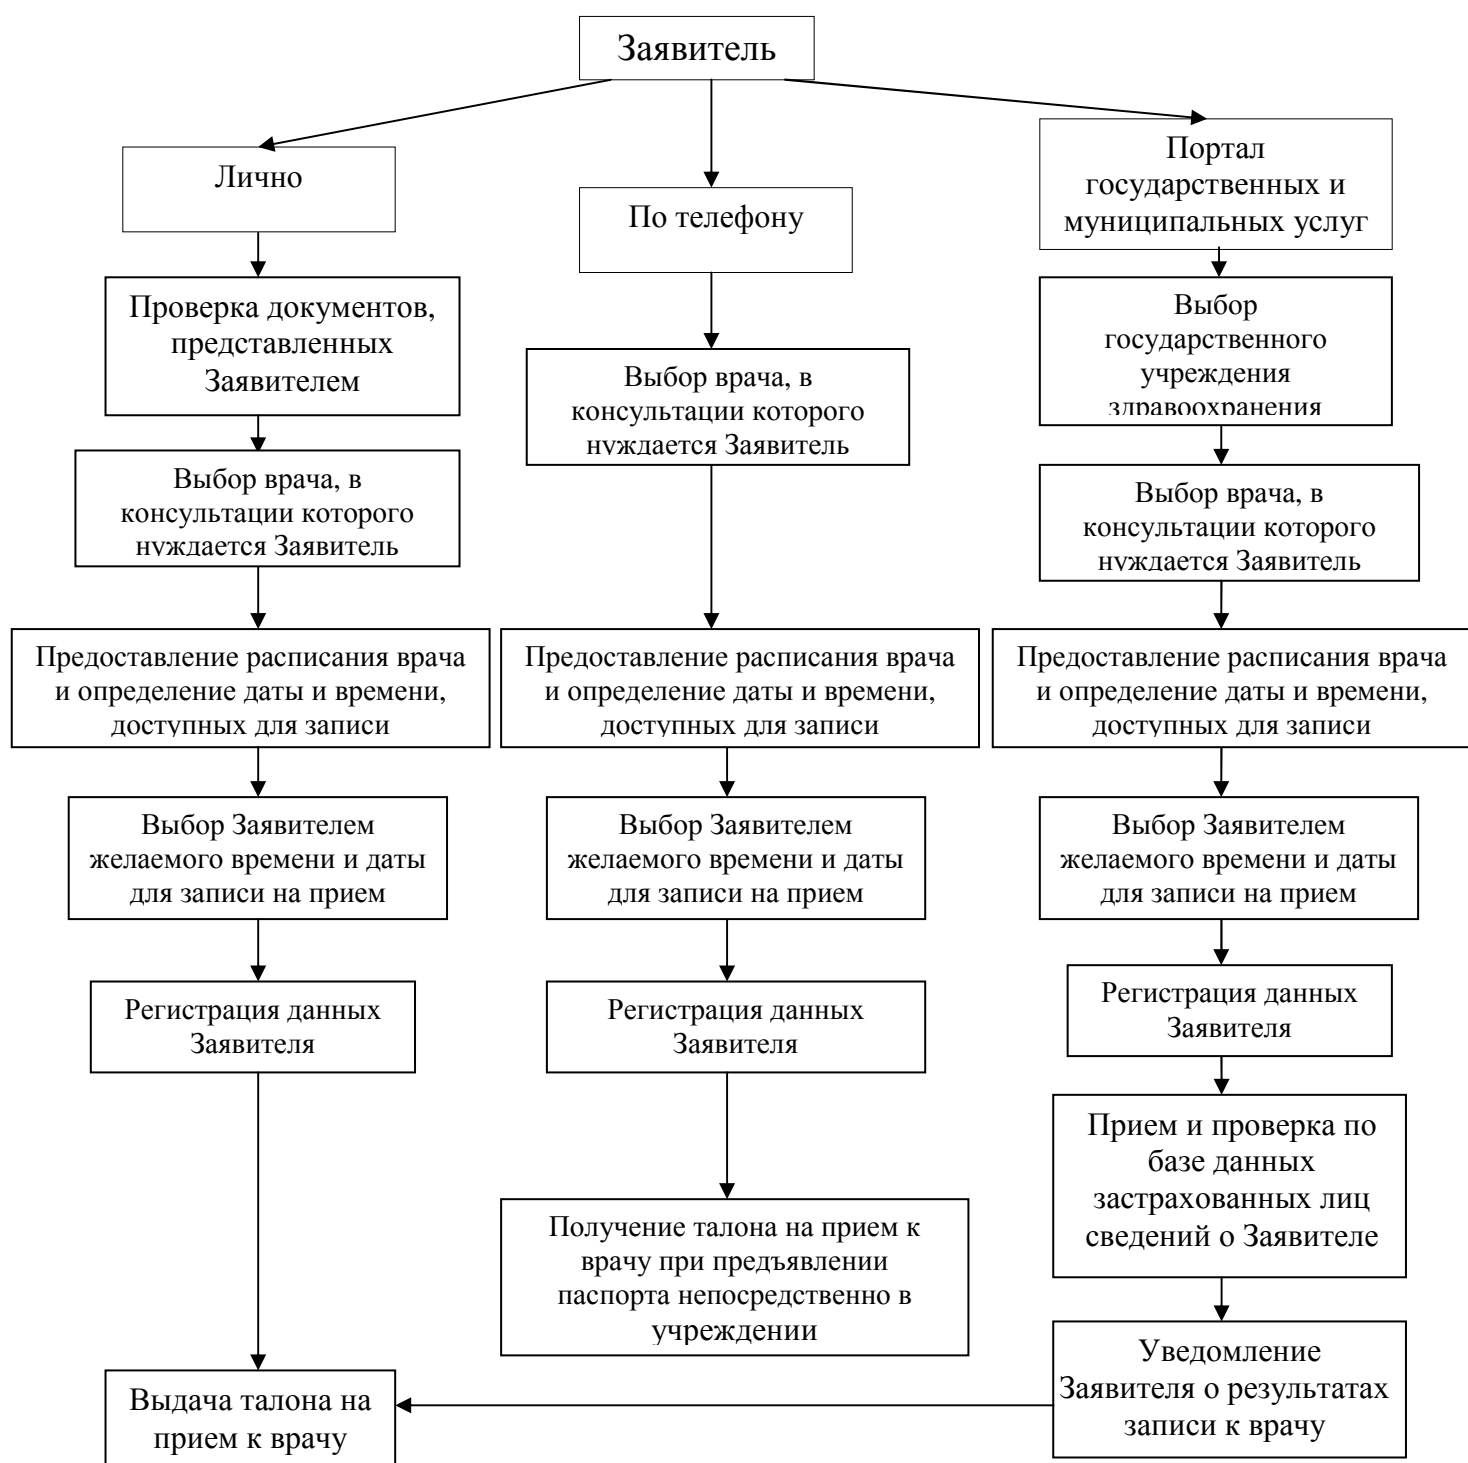 Заявитель
Лично
По телефону
Портал
государственных и
муниципальных услуг
Проверка документов,
представленных
Заявителем
Выбор врача, в
консультации которого
нуждается Заявитель
Выбор
государственного
учреждения
здравоохранения
Выбор врача, в
консультации которого
нуждается Заявитель
Выбор врача, в
консультации которого
нуждается Заявитель
Предоставление расписания врача
и определение даты и времени,
доступных для записи
Предоставление расписания врача
и определение даты и времени,
доступных для записи
Предоставление расписания врача
и определение даты и времени,
доступных для записи
Выбор Заявителем
желаемого времени и даты
для записи на прием
Выбор Заявителем
желаемого времени и даты
для записи на прием
Выбор Заявителем
желаемого времени и даты
для записи на прием
Регистрация данных
Заявителя
Регистрация данных
Заявителя
Регистрация данных
Заявителя
Прием и проверка по
базе данных
застрахованных лиц
сведений о Заявителе
Получение талона на прием к
врачу при предъявлении
паспорта непосредственно в
учреждении
Уведомление
Заявителя о результатах
записи к врачу
Выдача талона на
прием к врачу